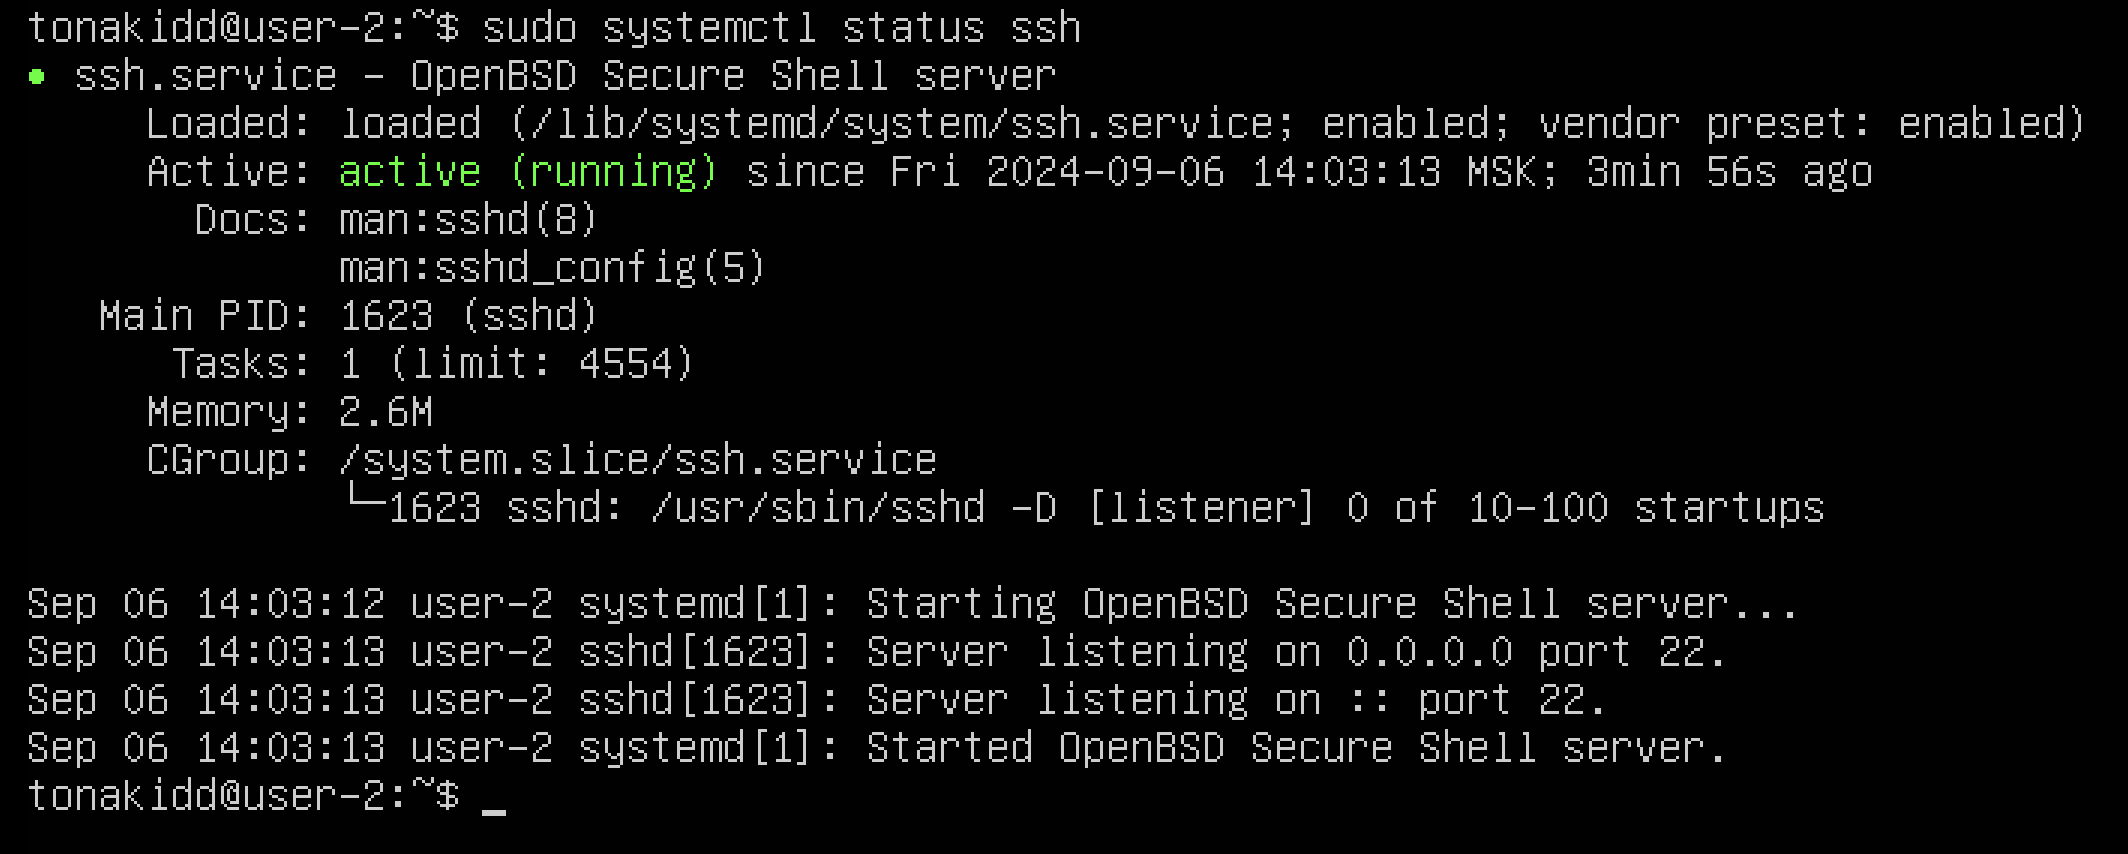 tonakidd@user-2:~$ sudo systemctl status ssh
● ssh.service - OpenBSD Secure Shell server
     Loaded: loaded (/lib/systemd/system/ssh.service; enabled; vendor preset: enabled)
     Active: active (running) since Fri 2024-09-06 14:03:13 MSK; 3min 56s ago
       Docs: man:sshd(8)
             man:sshd_config(5)
   Main PID: 1623 (sshd)
      Tasks: 1 (limit: 4554)
     Memory: 2.6M
     CGroup: /system.slice/ssh.service
             └─1623 sshd: /usr/sbin/sshd -D [listener] 0 of 10-100 startups

Sep 06 14:03:12 user-2 systemd[1]: Starting OpenBSD Secure Shell server...
Sep 06 14:03:13 user-2 sshd[1623]: Server listening on 0.0.0.0 port 22.
Sep 06 14:03:13 user-2 sshd[1623]: Server listening on :: port 22.
Sep 06 14:03:13 user-2 systemd[1]: Started OpenBSD Secure Shell server.
tonakidd@user-2:~$ _